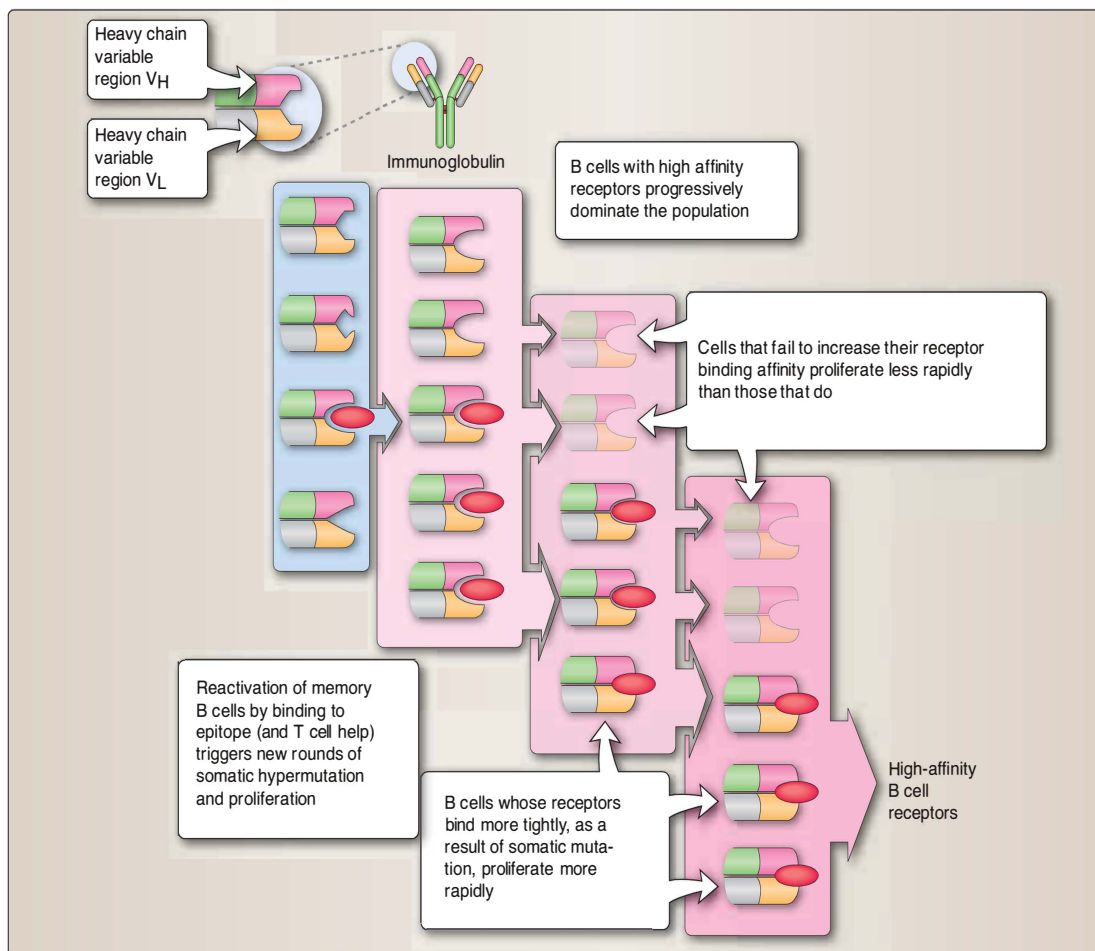 Heavy chain
variable
region VH
Heavy chain
variable
region VL
Immunoglobulin
B cells with high affinity
receptors progressively
dominate the population
Cells that fail to increase their receptor
binding affinity proliferate less rapidly
than those that do
Reactivation of memory
B cells by binding to
epitope (and T cell help)
triggers new rounds of
somatic hypermutation
and proliferation
B cells whose receptors
bind more tightly, as a
result of somatic muta-
tion, proliferate more
rapidly
High-affinity
B cell
receptors